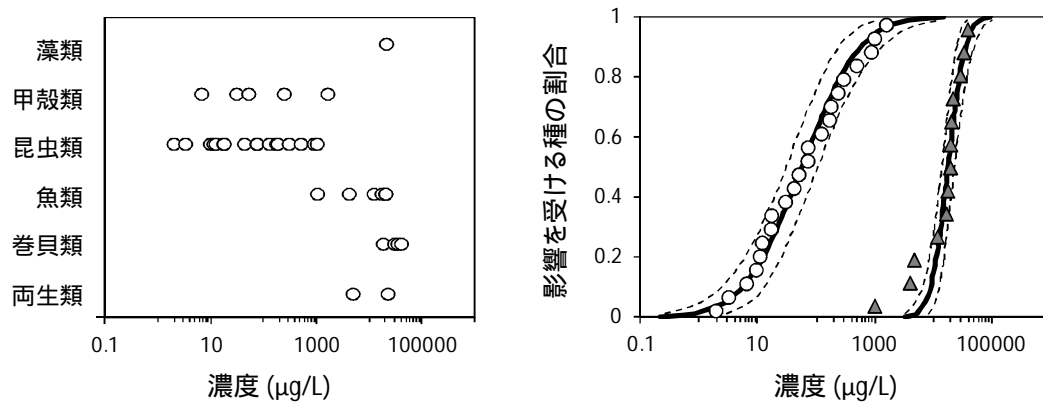 藻類
甲殻類
昆虫類
魚類
巻貝類
両生類
0.1 10 1000 100000
濃度 (µg/L)
影響を受ける種の割合
1
0.8
0.6
0.4
0.2
0
0.1 10 1000 100000
濃度 (µg/L)